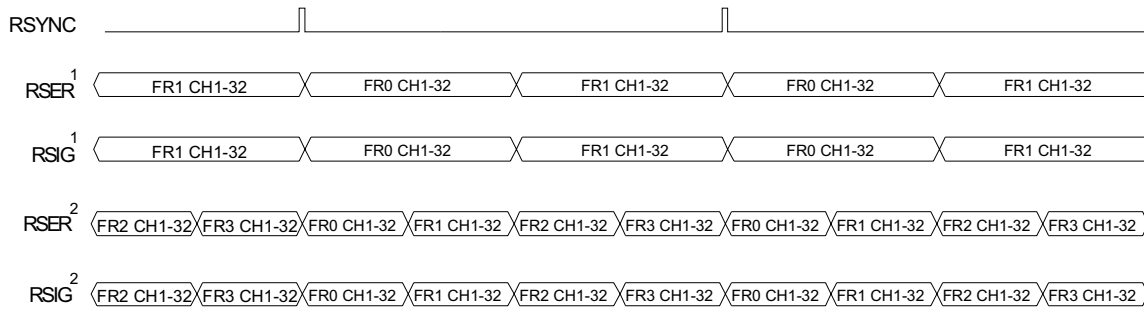 RSYNC
RSER1 FR1 CH1-32 FR0 CH1-32 FR1 CH1-32 FR0 CH1-32 FR1 CH1-32
RSIG1 FR1 CH1-32 FR0 CH1-32 FR1 CH1-32 FR0 CH1-32 FR1 CH1-32
RSER2 FR2 CH1-32 FR3 CH1-32 FR0 CH1-32 FR1 CH1-32 FR2 CH1-32 FR3 CH1-32 FR0 CH1-32 FR1 CH1-32 FR2 CH1-32 FR3 CH1-32
RSIG2 FR2 CH1-32 FR3 CH1-32 FR0 CH1-32 FR1 CH1-32 FR2 CH1-32 FR3 CH1-32 FR0 CH1-32 FR1 CH1-32 FR2 CH1-32 FR3 CH1-32